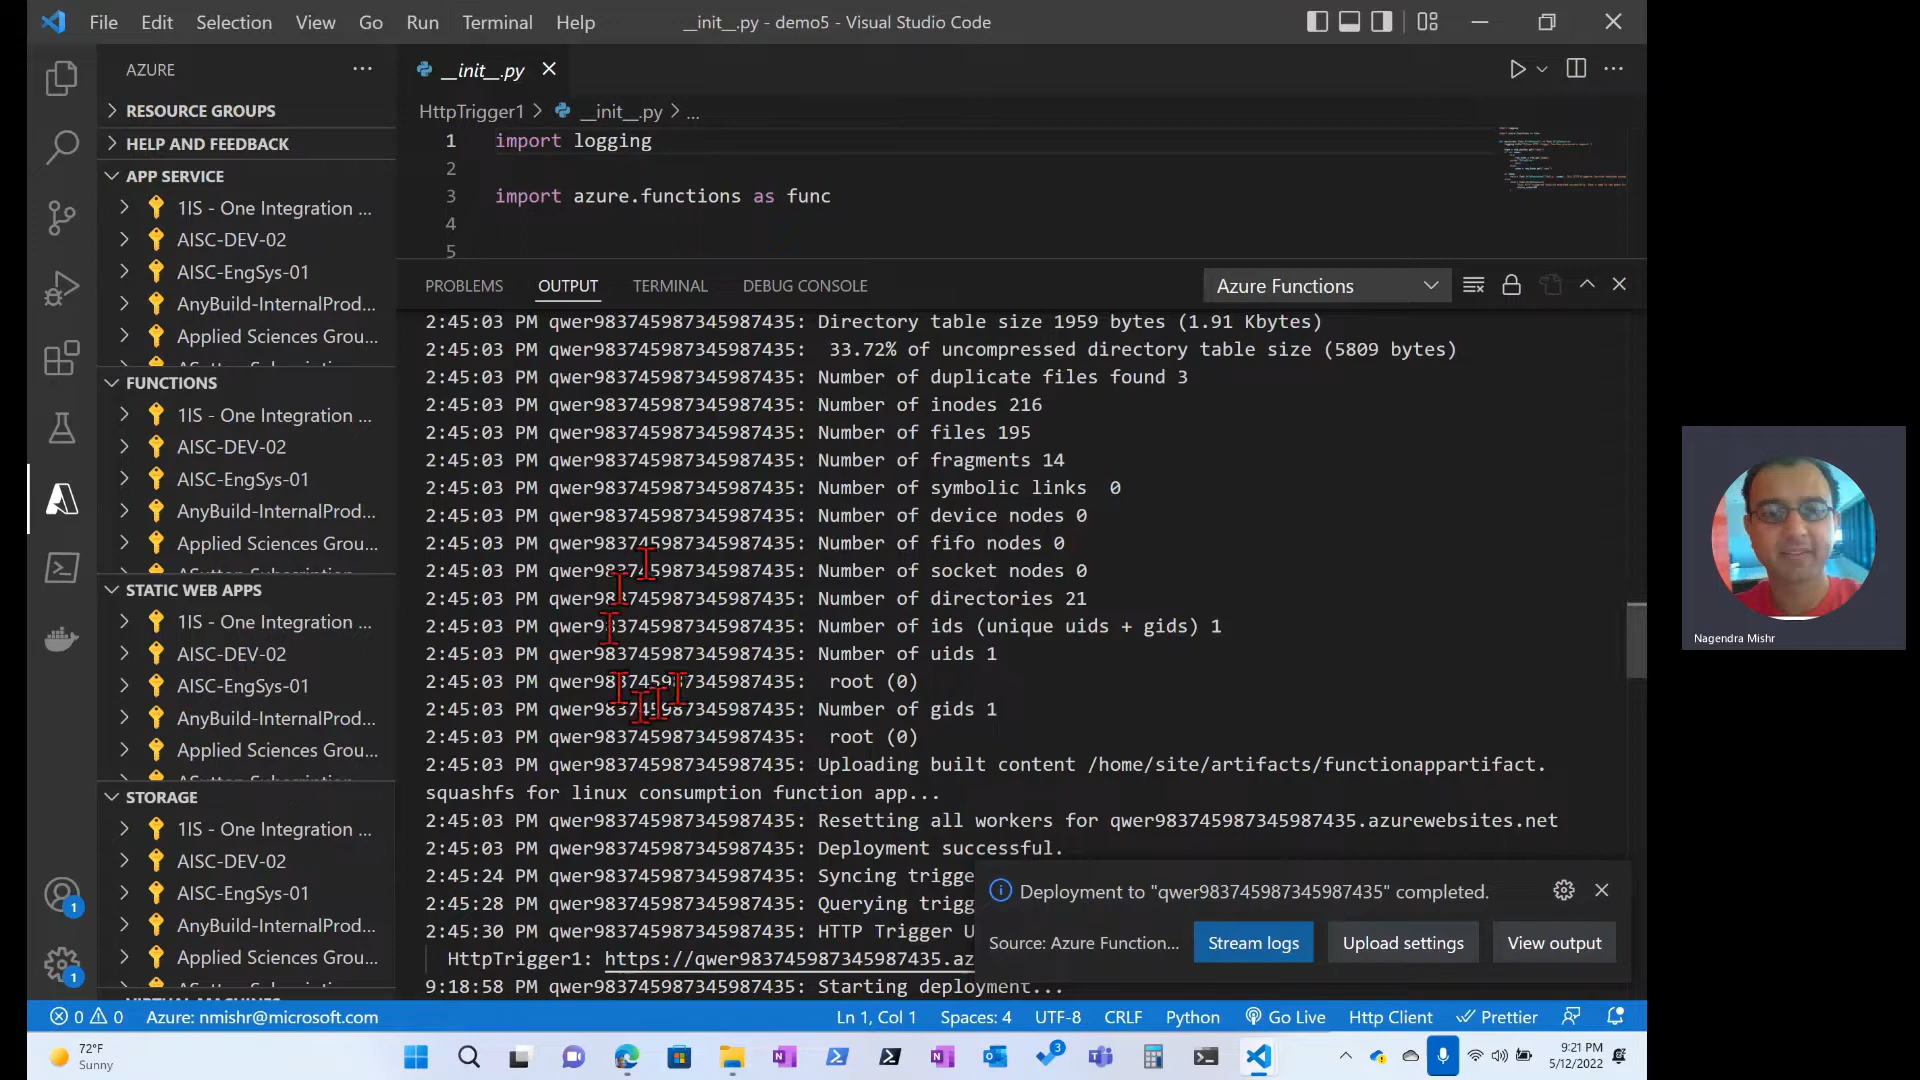 File Edit Selection View Go Run Terminal Help
__init__.py - demo5 - Visual Studio Code
AZURE
RESOURCE GROUPS
HELP AND FEEDBACK
APP SERVICE
1IS - One Integration ...
AISC-DEV-02
AISC-EngSys-01
AnyBuild-InternalProd...
Applied Sciences Grou...
FUNCTIONS
1IS - One Integration ...
AISC-DEV-02
AISC-EngSys-01
AnyBuild-InternalProd...
Applied Sciences Grou...
STATIC WEB APPS
1IS - One Integration ...
AISC-DEV-02
AISC-EngSys-01
AnyBuild-InternalProd...
Applied Sciences Grou...
STORAGE
1IS - One Integration ...
AISC-DEV-02
AISC-EngSys-01
AnyBuild-InternalProd...
Applied Sciences Grou...
__init__.py
HttpTrigger1 > __init__.py > ...
1 import logging
2
3 import azure.functions as func
4
5
PROBLEMS OUTPUT TERMINAL DEBUG CONSOLE
Azure Functions
2:45:03 PM qwer983745987345987435: Directory table size 1959 bytes (1.91 Kbytes)
2:45:03 PM qwer983745987345987435: 33.72% of uncompressed directory table size (5809 bytes)
2:45:03 PM qwer983745987345987435: Number of duplicate files found 3
2:45:03 PM qwer983745987345987435: Number of inodes 216
2:45:03 PM qwer983745987345987435: Number of files 195
2:45:03 PM qwer983745987345987435: Number of fragments 14
2:45:03 PM qwer983745987345987435: Number of symbolic links 0
2:45:03 PM qwer983745987345987435: Number of device nodes 0
2:45:03 PM qwer983745987345987435: Number of fifo nodes 0
2:45:03 PM qwer983745987345987435: Number of socket nodes 0
2:45:03 PM qwer983745987345987435: Number of directories 21
2:45:03 PM qwer983745987345987435: Number of ids (unique uids + gids) 1
2:45:03 PM qwer983745987345987435: Number of uids 1
2:45:03 PM qwer983745987345987435: root (0)
2:45:03 PM qwer983745987345987435: Number of gids 1
2:45:03 PM qwer983745987345987435: root (0)
2:45:03 PM qwer983745987345987435: Uploading built content /home/site/artifacts/functionappartifact.
squashfs for linux consumption function app...
2:45:03 PM qwer983745987345987435: Resetting all workers for qwer983745987345987435.azurewebsites.net
2:45:03 PM qwer983745987345987435: Deployment successful.
2:45:24 PM qwer983745987345987435: Syncing trigge
2:45:28 PM qwer983745987345987435: Querying trigg
2:45:30 PM qwer983745987345987435: HTTP Trigger U
HttpTrigger1: https://qwer983745987345987435.az
9:18:58 PM qwer983745987345987435: Starting deployment...
Deployment to "qwer983745987345987435" completed.
Source: Azure Function...
Stream logs
Upload settings
View output
0 0 Azure: nmishr@microsoft.com
Ln 1, Col 1 Spaces: 4 UTF-8 CRLF Python Go Live Http Client Prettier
72°F
Sunny
3
9:21 PM
5/12/2022
1
1
Nagendra Mishr